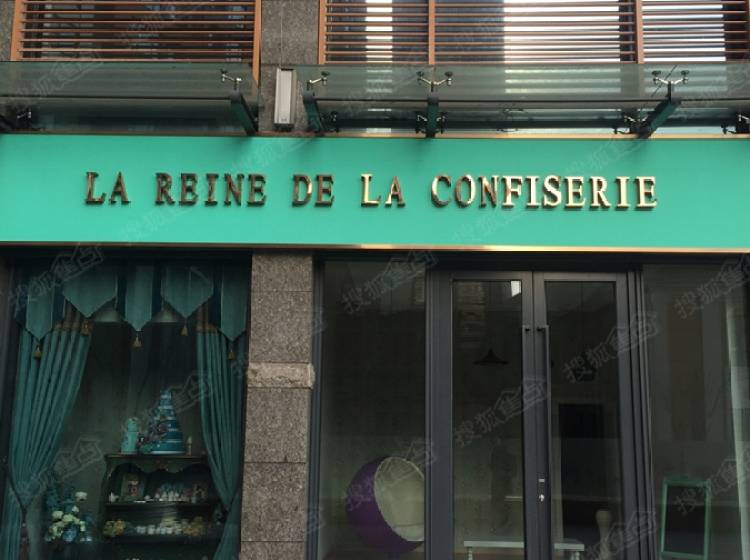 LA REINE DE LA CONFISERIE
搜狐焦点